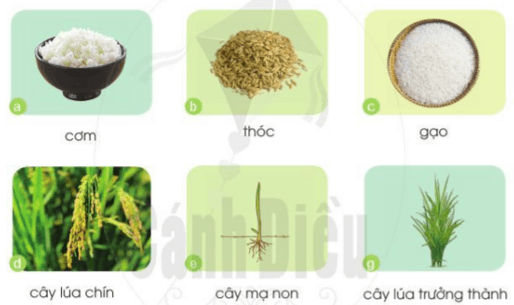 a
b
c
cơm
thóc
gạo
Cánh Diều
d
e
g
cây lúa chín
cây mạ non
cây lúa trưởng thành